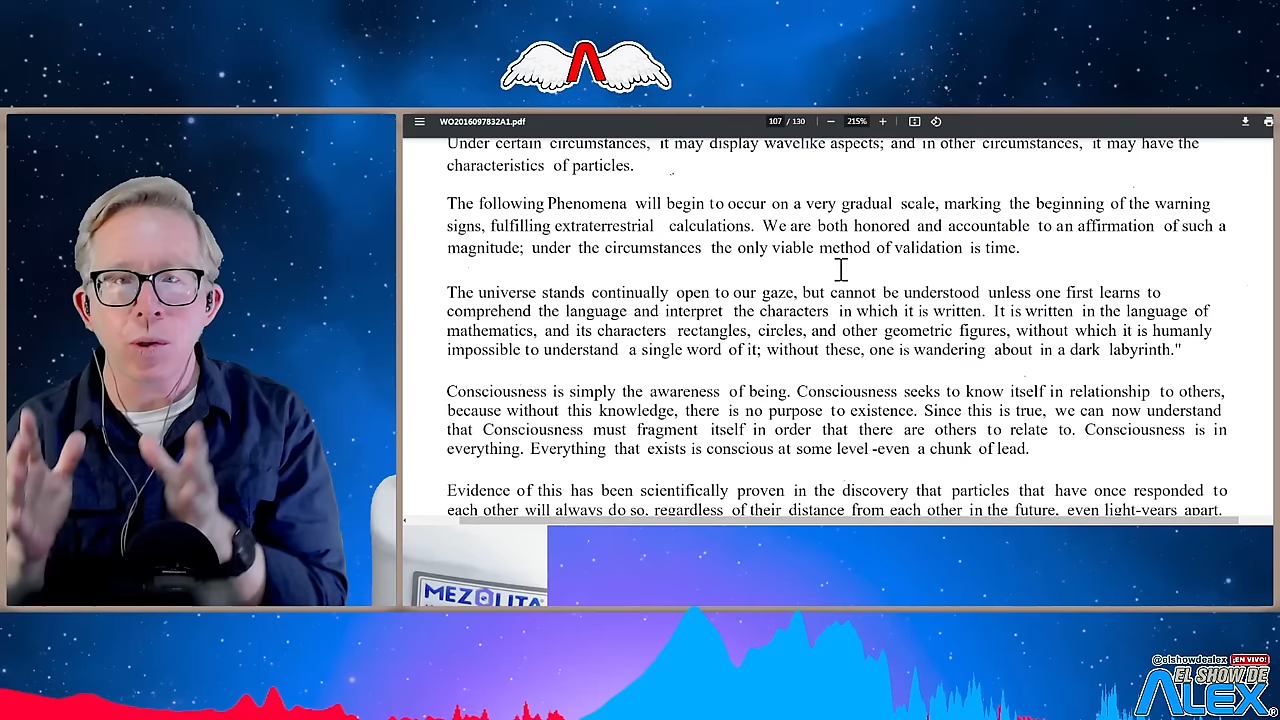 WO2016097832A1.pdf
107 / 130
215%
Under certain circumstances, it may display wavelike aspects; and in other circumstances, it may have the
characteristics of particles.
The following Phenomena will begin to occur on a very gradual scale, marking the beginning of the warning
signs, fulfilling extraterrestrial calculations. We are both honored and accountable to an affirmation of such a
magnitude; under the circumstances the only viable method of validation is time.
The universe stands continually open to our gaze, but cannot be understood unless one first learns to
comprehend the language and interpret the characters in which it is written. It is written in the language of
mathematics, and its characters rectangles, circles, and other geometric figures, without which it is humanly
impossible to understand a single word of it; without these, one is wandering about in a dark labyrinth."
Consciousness is simply the awareness of being. Consciousness seeks to know itself in relationship to others,
because without this knowledge, there is no purpose to existence. Since this is true, we can now understand
that Consciousness must fragment itself in order that there are others to relate to. Consciousness is in
everything. Everything that exists is conscious at some level -even a chunk of lead.
Evidence of this has been scientifically proven in the discovery that particles that have once responded to
each other will always do so, regardless of their distance from each other in the future, even light-years apart.
MEZQLITA
@elshowdealex ¡EN VIVO!
EL SHOW DE
ALEX